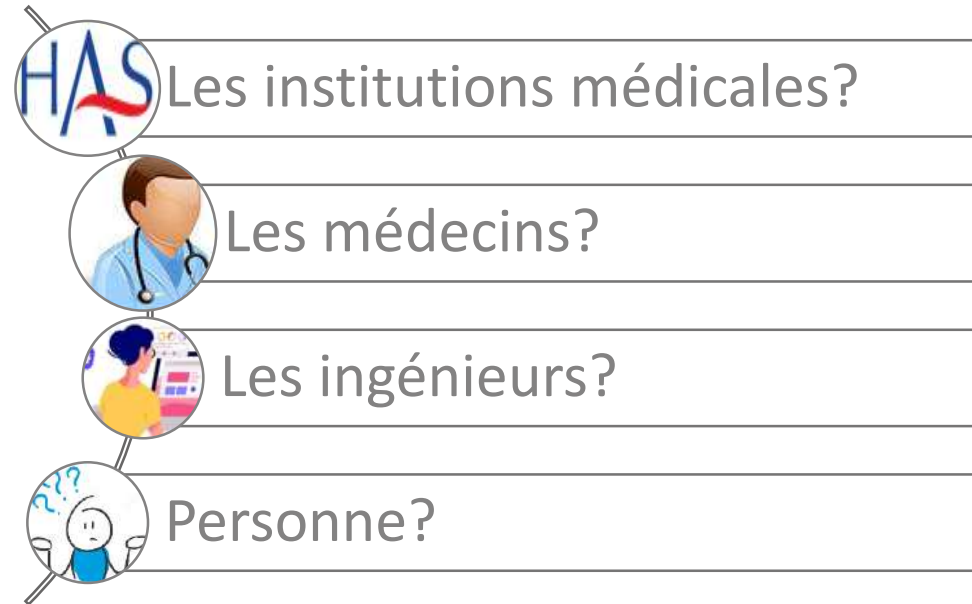 HAS
Les institutions médicales?
Les médecins?
Les ingénieurs?
???
Personne?